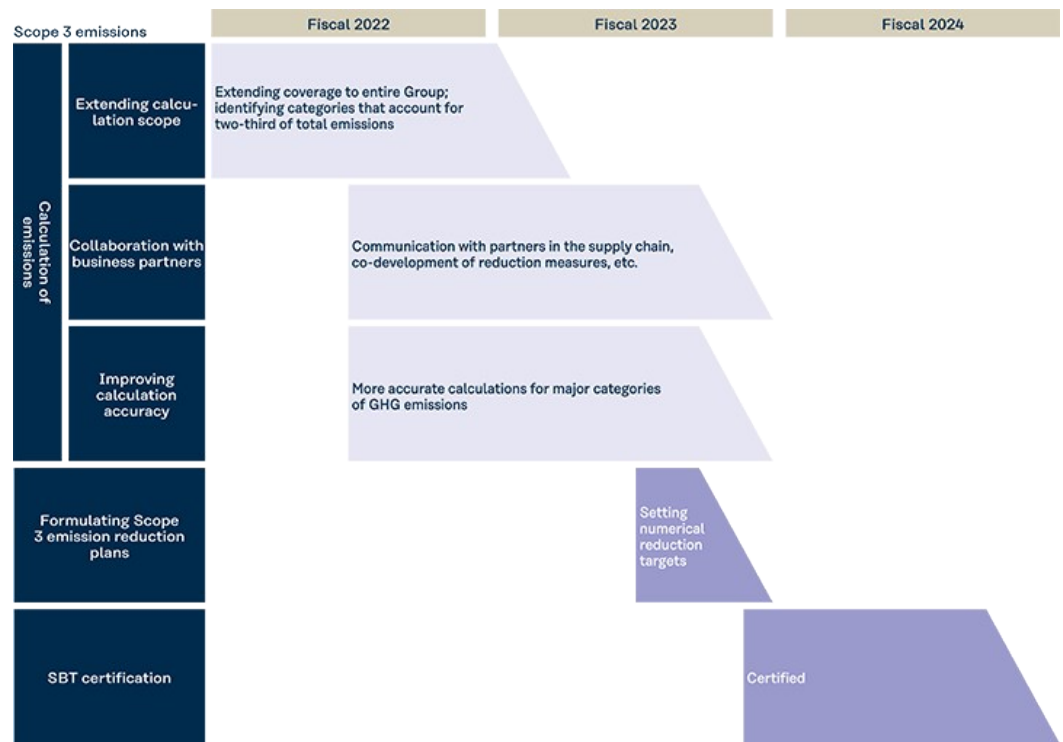 Scope 3 emissions
Fiscal 2022
Fiscal 2023
Fiscal 2024
Calculation of
emissions
Extending calcu-
lation scope
Extending coverage to entire Group;
identifying categories that account for
two-third of total emissions
Collaboration with
business partners
Communication with partners in the supply chain,
co-development of reduction measures, etc.
Improving
calculation
accuracy
More accurate calculations for major categories
of GHG emissions
Formulating Scope
3 emission reduction
plans
Setting
numerical
reduction
targets
SBT certification
Certified